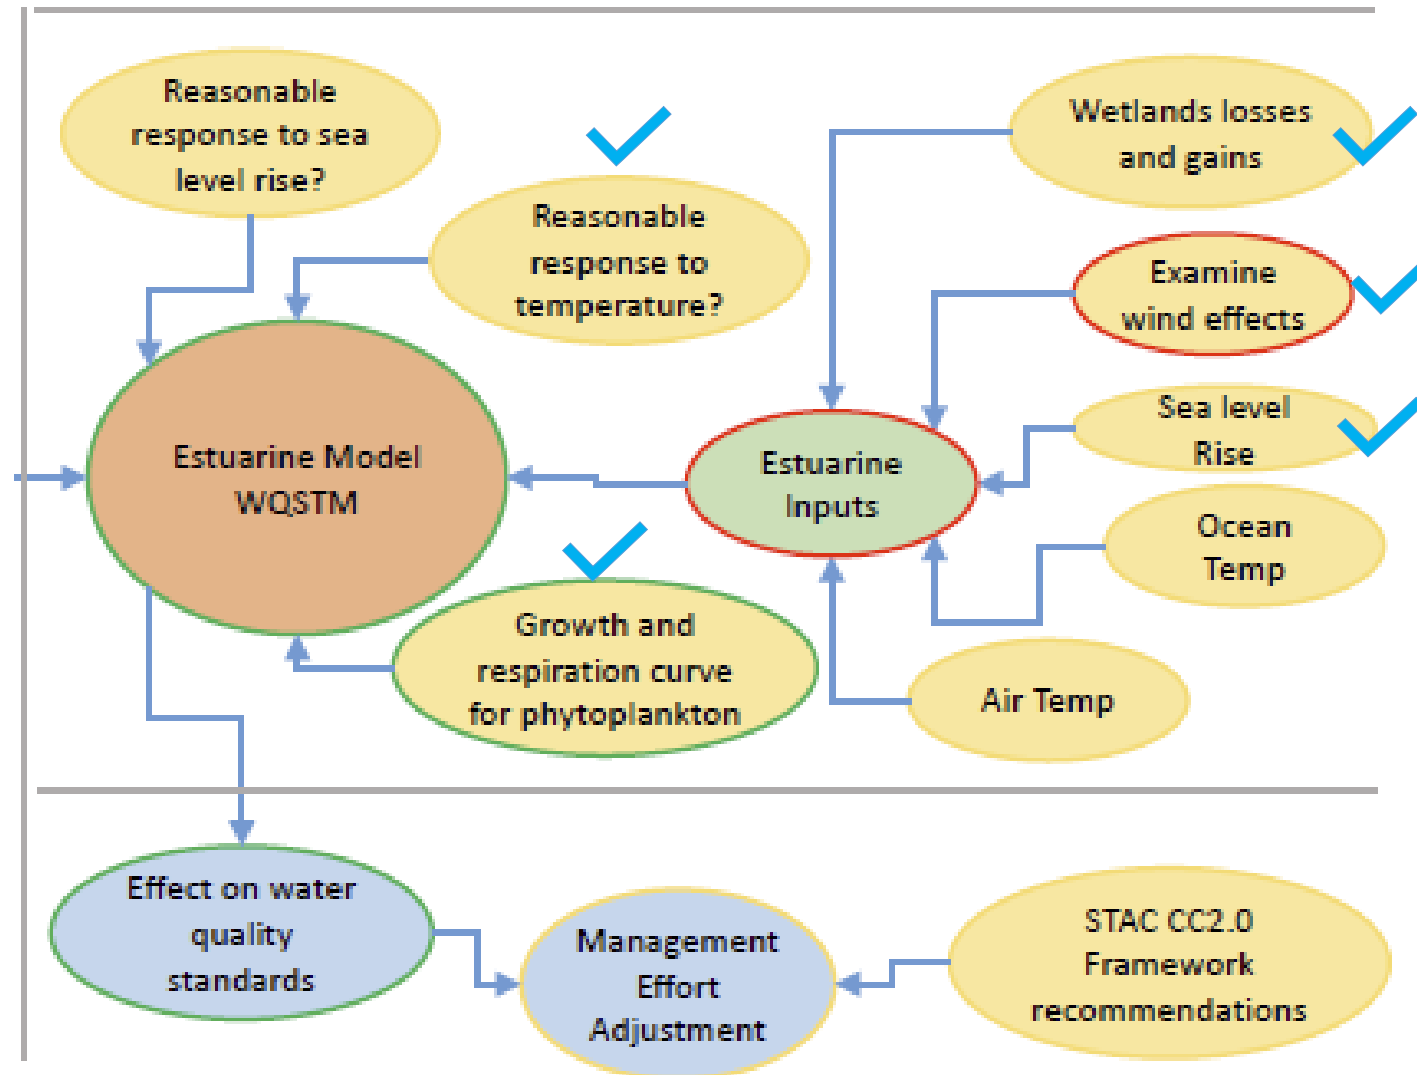 Reasonable
response to sea
level rise?
Reasonable
response to
temperature?
Wetlands losses
and gains
Examine
wind effects
Sea level
Rise
Estuarine Model
WQSTM
Estuarine
Inputs
Ocean
Temp
Growth and
respiration curve
for phytoplankton
Air Temp
Effect on water
quality
standards
Management
Effort
Adjustment
STAC CC2.0
Framework
recommendations